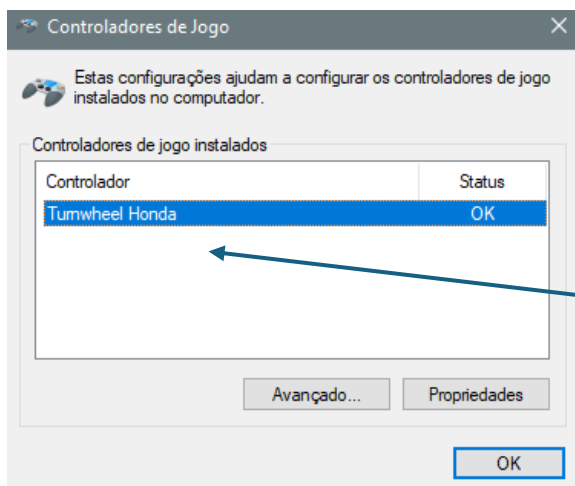 Controladores de Jogo
Estas configurações ajudam a configurar os controladores de jogo
instalados no computador.
Controladores de jogo instalados
Controlador Status
Turnwheel Honda OK
Avançado... Propriedades
OK